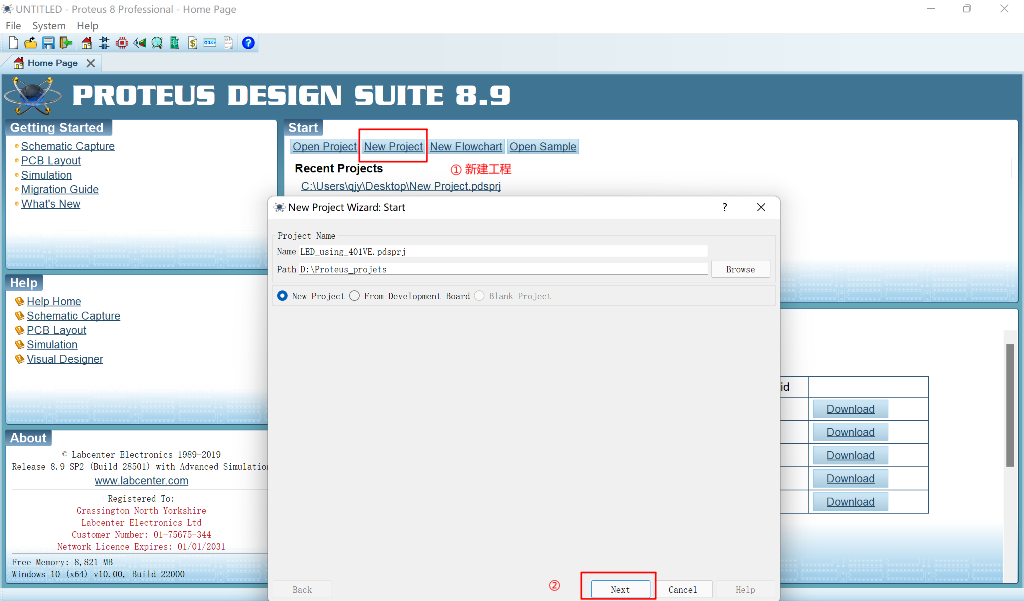 UNTITLED - Proteus 8 Professional - Home Page
File System Help
Home Page
PROTEUS DESIGN SUITE 8.9
Getting Started
Schematic Capture
PCB Layout
Simulation
Migration Guide
What's New
Start
Open Project New Project New Flowchart Open Sample
Recent Projects
① 新建工程
C:\Users\qjy\Desktop\New Project.pdsprj
New Project Wizard: Start
Project Name
Name LED_using_401VE.pdsprj
Path D:\Proteus_projets
Browse
New Project From Development Board Blank Project
Help
Help Home
Schematic Capture
PCB Layout
Simulation
Visual Designer
id
Download
Download
Download
Download
Download
About
© Labcenter Electronics 1989-2019
Release 8.9 SP2 (Build 28501) with Advanced Simulation
www.labcenter.com
Registered To:
Grassington North Yorkshire
Labcenter Electronics Ltd
Customer Number: 01-75675-344
Network Licence Expires: 01/01/2031
Free Memory: 8,821 MB
Windows 10 (x64) v10.00, Build 22000
Back ② Next Cancel Help